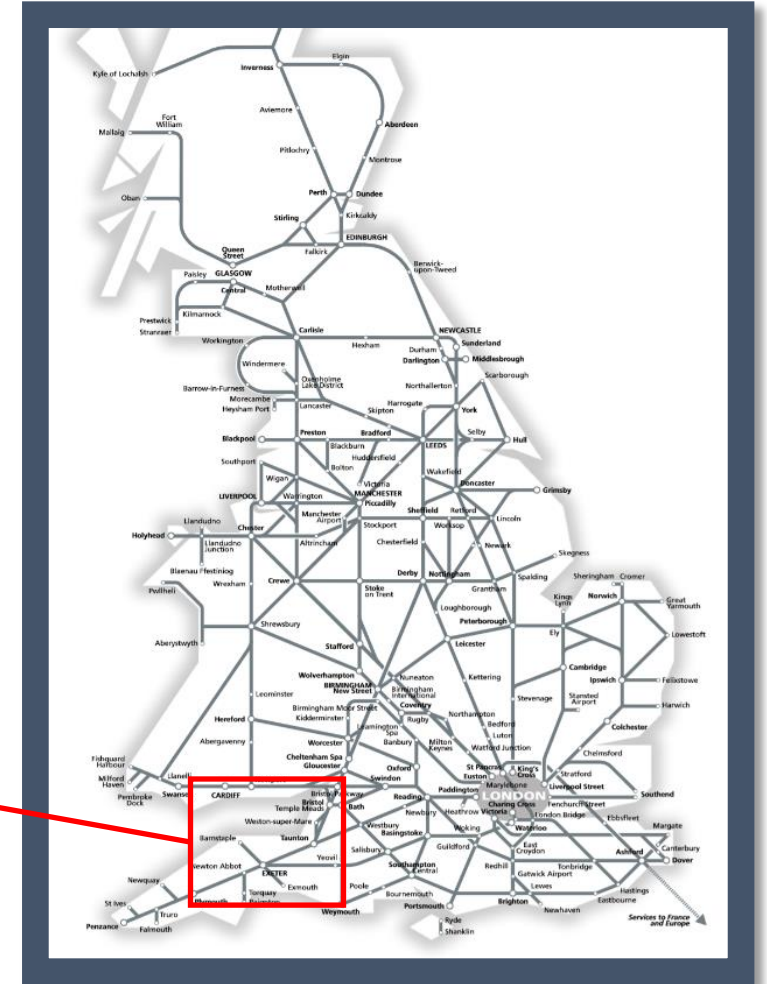 Inverness
Elgin
Kyle of Lochalsh
Aviemore
Fort
William
Mallaig
Aberdeen
Pitlochry
Montrose
Perth
Dundee
Oban
Stirling
Kirkcaldy
EDINBURGH
Queen
Street
Falkirk
Berwick-
upon-Tweed
Paisley
GLASGOW
Central
Motherwell
Kilmarnock
Prestwick
Stranraer
Carlisle
NEWCASTLE
Workington
Hexham
Durham
Sunderland
Darlington
Middlesbrough
Windermere
Scarborough
Oxenholme
Lake District
Barrow-in-Furness
Northallerton
Morecambe
Heysham Port
Lancaster
Harrogate
York
Skipton
Blackpool
Preston
Bradford
Selby
Hull
Blackburn
LEEDS
Huddersfield
Southport
Bolton
Wakefield
Wigan
Victoria
MANCHESTER
Piccadilly
Doncaster
Grimsby
LIVERPOOL
Warrington
Manchester
Airport
Sheffield
Retford
Llandudno
Stockport
Worksop
Lincoln
Chester
Holyhead
Llandudno
Junction
Altrincham
Chesterfield
Newark
Skegness
Blaenau Ffestiniog
Wrexham
Crewe
Stoke
on Trent
Derby
Nottingham
Grantham
Spalding
Sheringham
Cromer
Pwllheli
Loughborough
Kings
Lynn
Norwich
Great
Yarmouth
Shrewsbury
Peterborough
Ely
Lowestoft
Aberystwyth
Stafford
Leicester
Wolverhampton
BIRMINGHAM
New Street
Nuneaton
Kettering
Cambridge
Ipswich
Felixstowe
Leominster
Birmingham
International
Stevenage
Stansted
Airport
Harwich
Birmingham Moor Street
Coventry
Kidderminster
Rugby
Northampton
Hereford
Leamington
Spa
Bedford
Colchester
Abergavenny
Worcester
Banbury
Milton
Keynes
Luton
Watford Junction
Chelmsford
Cheltenham Spa
Gloucester
Oxford
St Pancras
Euston
King's
Cross
Stratford
Fishguard
Harbour
Llanelli
Milford
Haven
Swindon
Paddington
Marylebone
Liverpool Street
Pembroke
Dock
CARDIFF
Reading
LONDON
Southend
Bristol
Temple Meads
Bath
Newbury
Heathrow
Charing Cross
Victoria
Fenchurch Street
London Bridge
Ebbsfleet
Weston-super-Mare
Westbury
Basingstoke
Woking
Waterloo
Margate
Barnstaple
Taunton
Salisbury
Guildford
East
Croydon
Ashford
Canterbury
Dover
Newton Abbot
Yeovil
Southampton
Central
Redhill
Gatwick Airport
Tonbridge
EXETER
Newquay
Exmouth
Poole
Bournemouth
Lewes
Hastings
Eastbourne
St Ives
Torquay
Weymouth
Portsmouth
Brighton
Newhaven
Truro
Penzance
Falmouth
Ryde
Shanklin
Services to France
and Europe